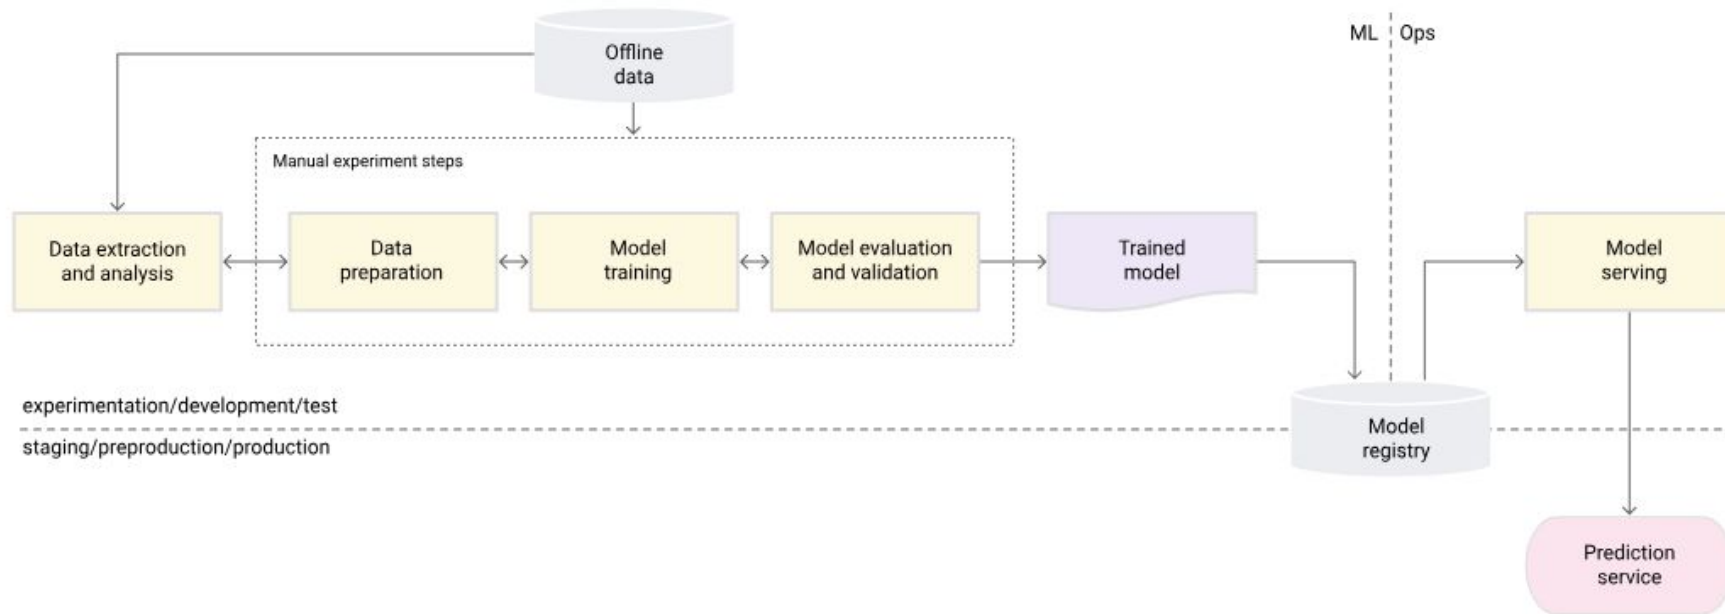 Offline
data
ML
Ops
Manual experiment steps
Data extraction
and analysis
Data
preparation
Model
training
Model evaluation
and validation
Trained
model
Model
serving
experimentation/development/test
staging/preproduction/production
Model
registry
Prediction
service